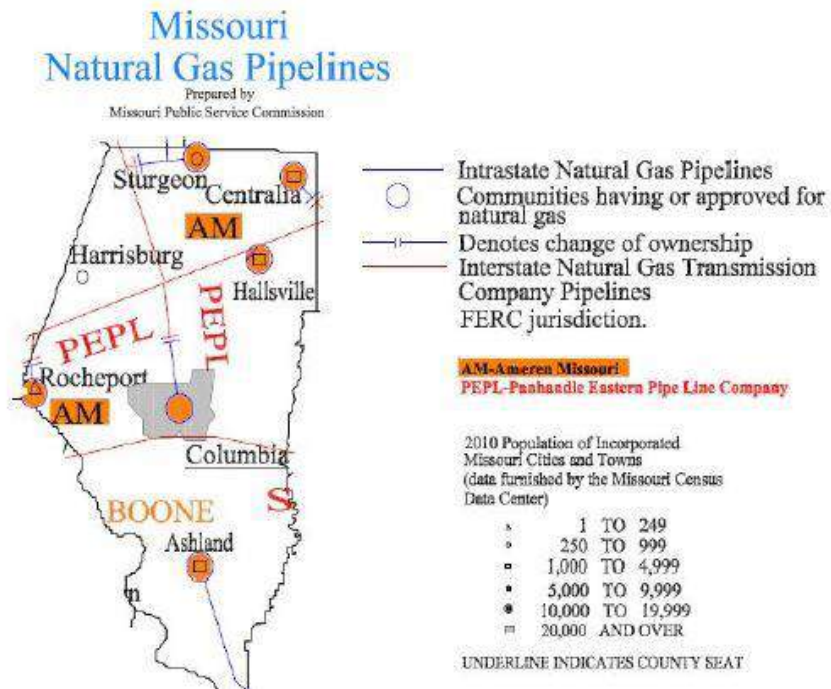 Missouri
Natural Gas Pipelines
Prepared by
Missouri Public Service Commission
Sturgeon
Centralia
AM
Harrisburg
Hallsville
PEPL
PEPL
Rocheport
AM
Columbia
S
BOONE
Ashland
n
Intrastate Natural Gas Pipelines
Communities having or approved for
natural gas
Denotes change of ownership
Interstate Natural Gas Transmission
Company Pipelines
FERC jurisdiction.
AM-Ameren Missouri
PEPL-Panhandle Eastern Pipe Line Company
2010 Population of Incorporated
Missouri Cities and Towns
(data furnished by the Missouri Census
Data Center)
1 TO 249
250 TO 999
1,000 TO 4,999
5,000 TO 9,999
10,000 TO 19,999
20,000 AND OVER
UNDERLINE INDICATES COUNTY SEAT